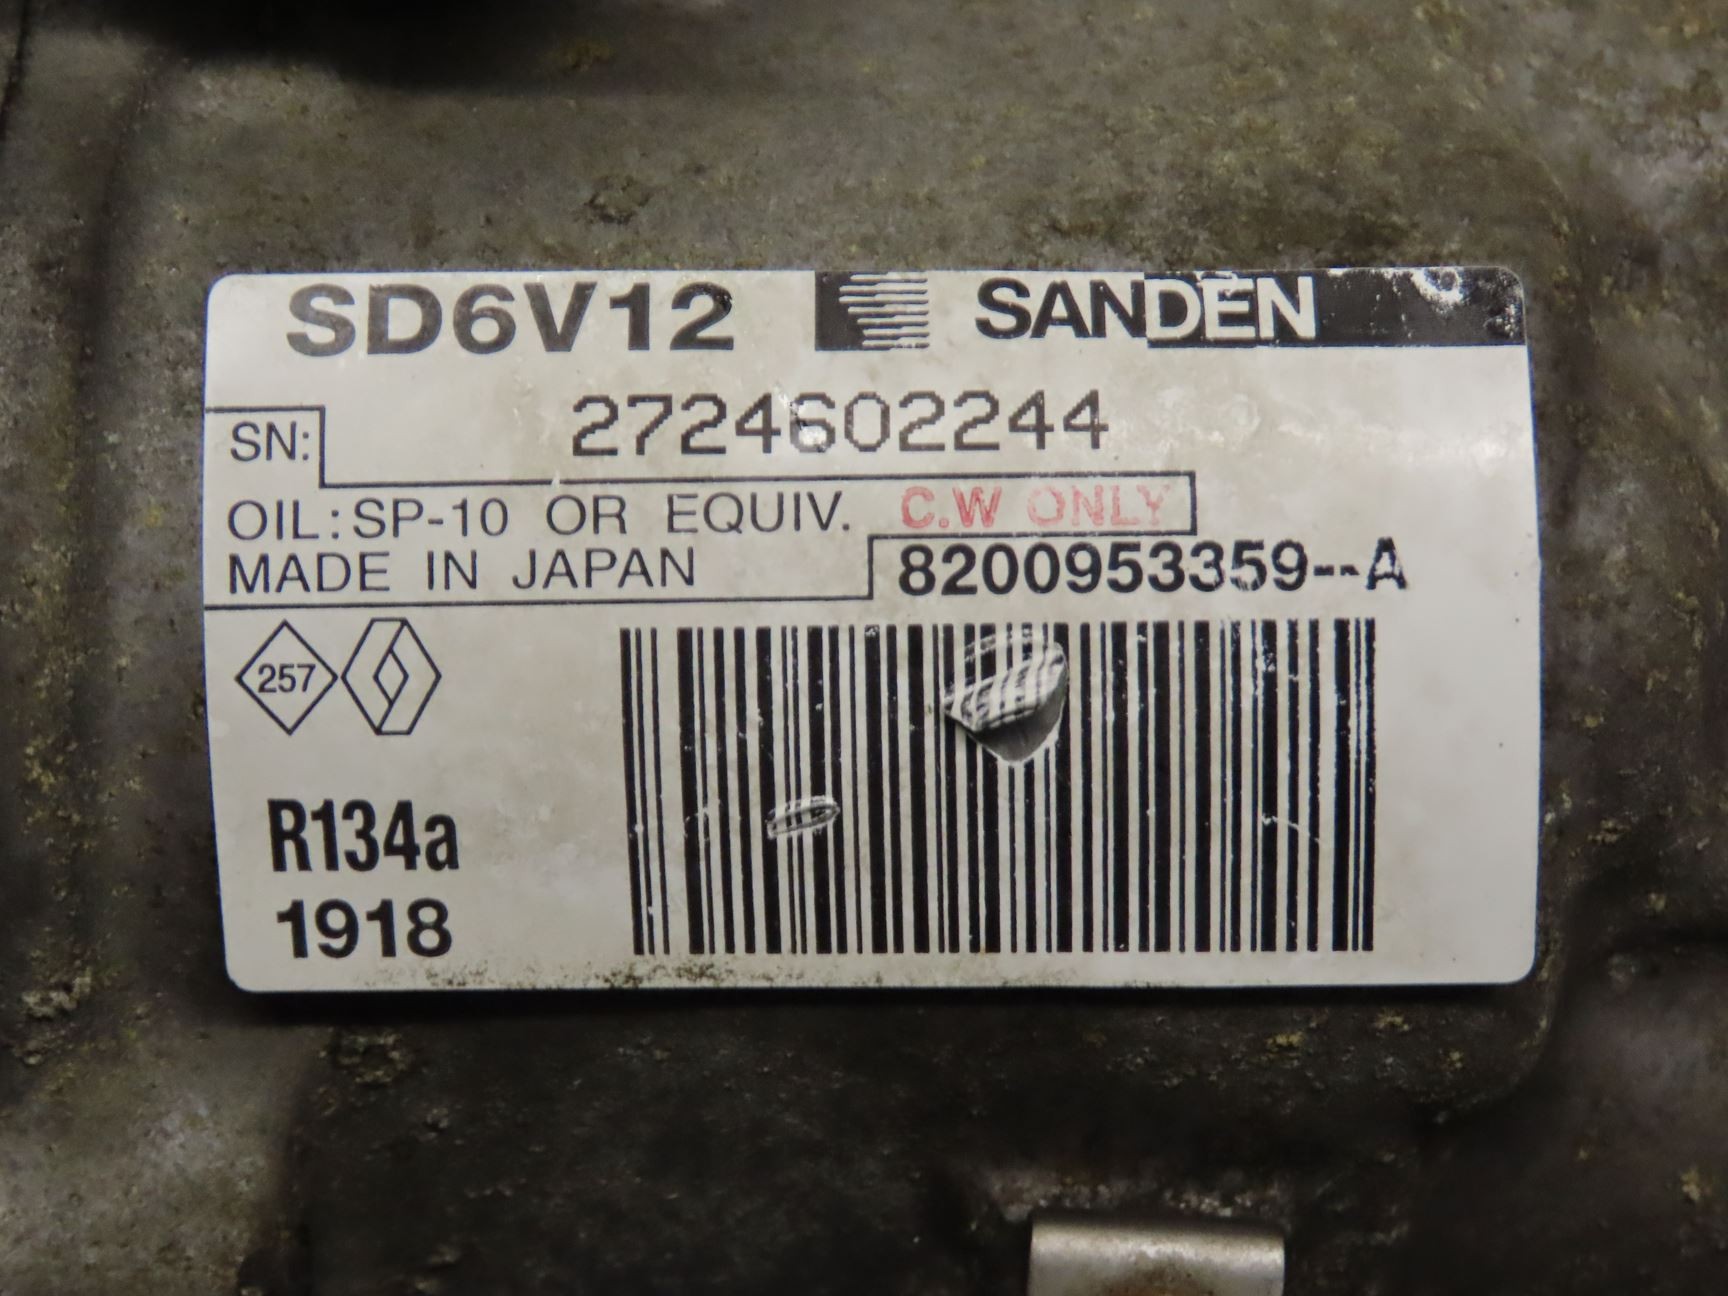 SD6V12 SANDEN
SN: 2724602244
OIL:SP-10 OR EQUIV. C.W ONLY
MADE IN JAPAN 8200953359--A
257
R134a
1918